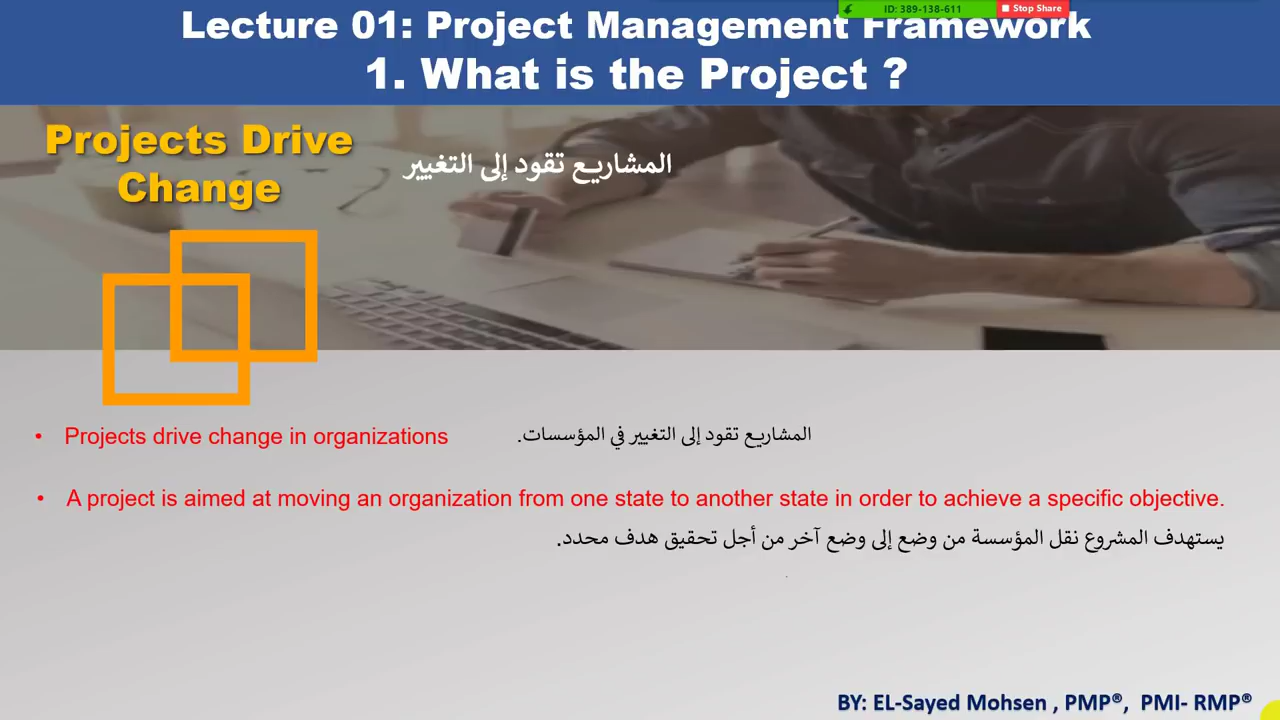 ID: 389-138-611 Stop Share
Lecture 01: Project Management Framework
1. What is the Project ?
Projects Drive
Change
المشاريع تقود إلى التغيير
• Projects drive change in organizations
المشاريع تقود إلى التغيير في المؤسسات.
• A project is aimed at moving an organization from one state to another state in order to achieve a specific objective.
يستهدف المشروع نقل المؤسسة من وضع إلى وضع آخر من أجل تحقيق هدف محدد.
BY: EL-Sayed Mohsen , PMP®, PMI- RMP®